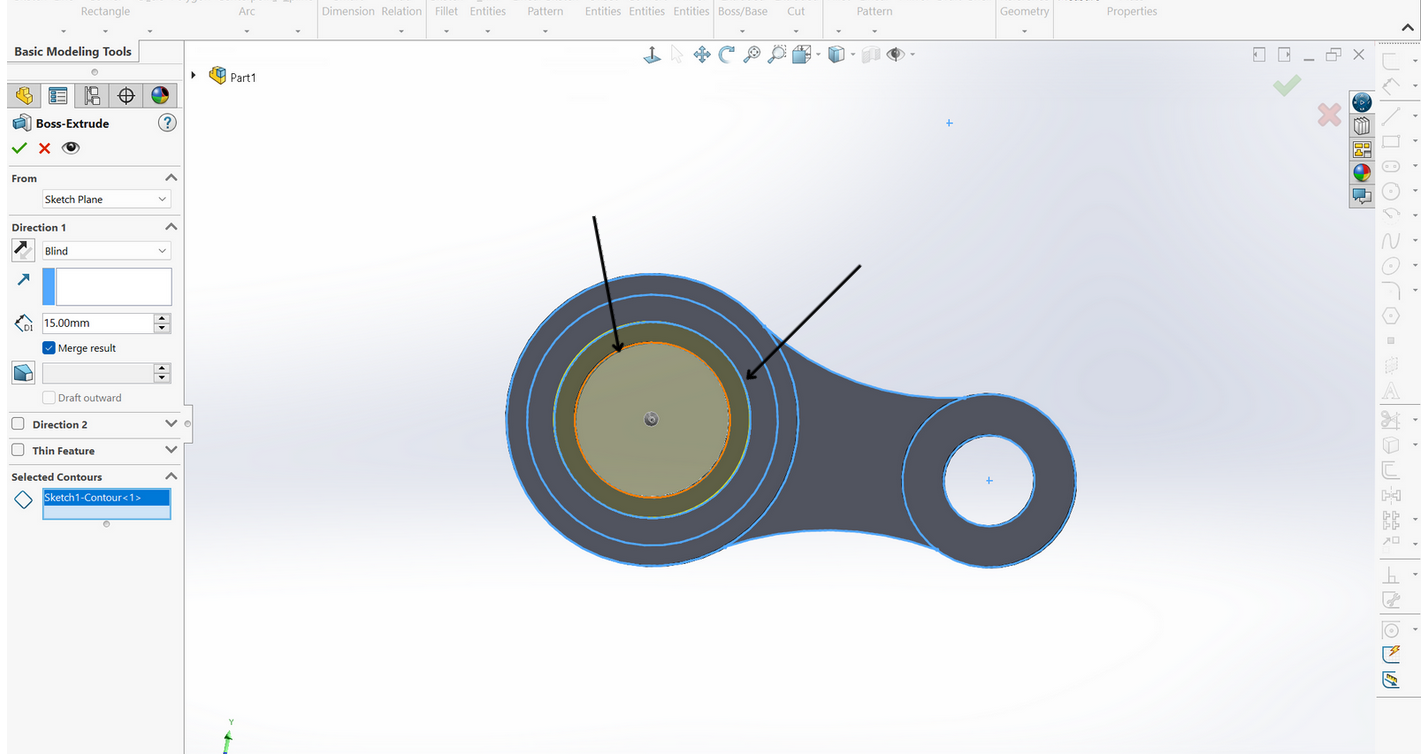 Rectangle
Arc
Dimension Relation
Fillet Entities Pattern Entities Entities Entities Boss/Base Cut
Pattern
Geometry
Properties
Basic Modeling Tools
Part1
Boss-Extrude
?
From
Sketch Plane
Direction 1
Blind
D1
15.00mm
Merge result
Draft outward
Direction 2
Thin Feature
Selected Contours
Sketch1-Contour<1>
Y
A